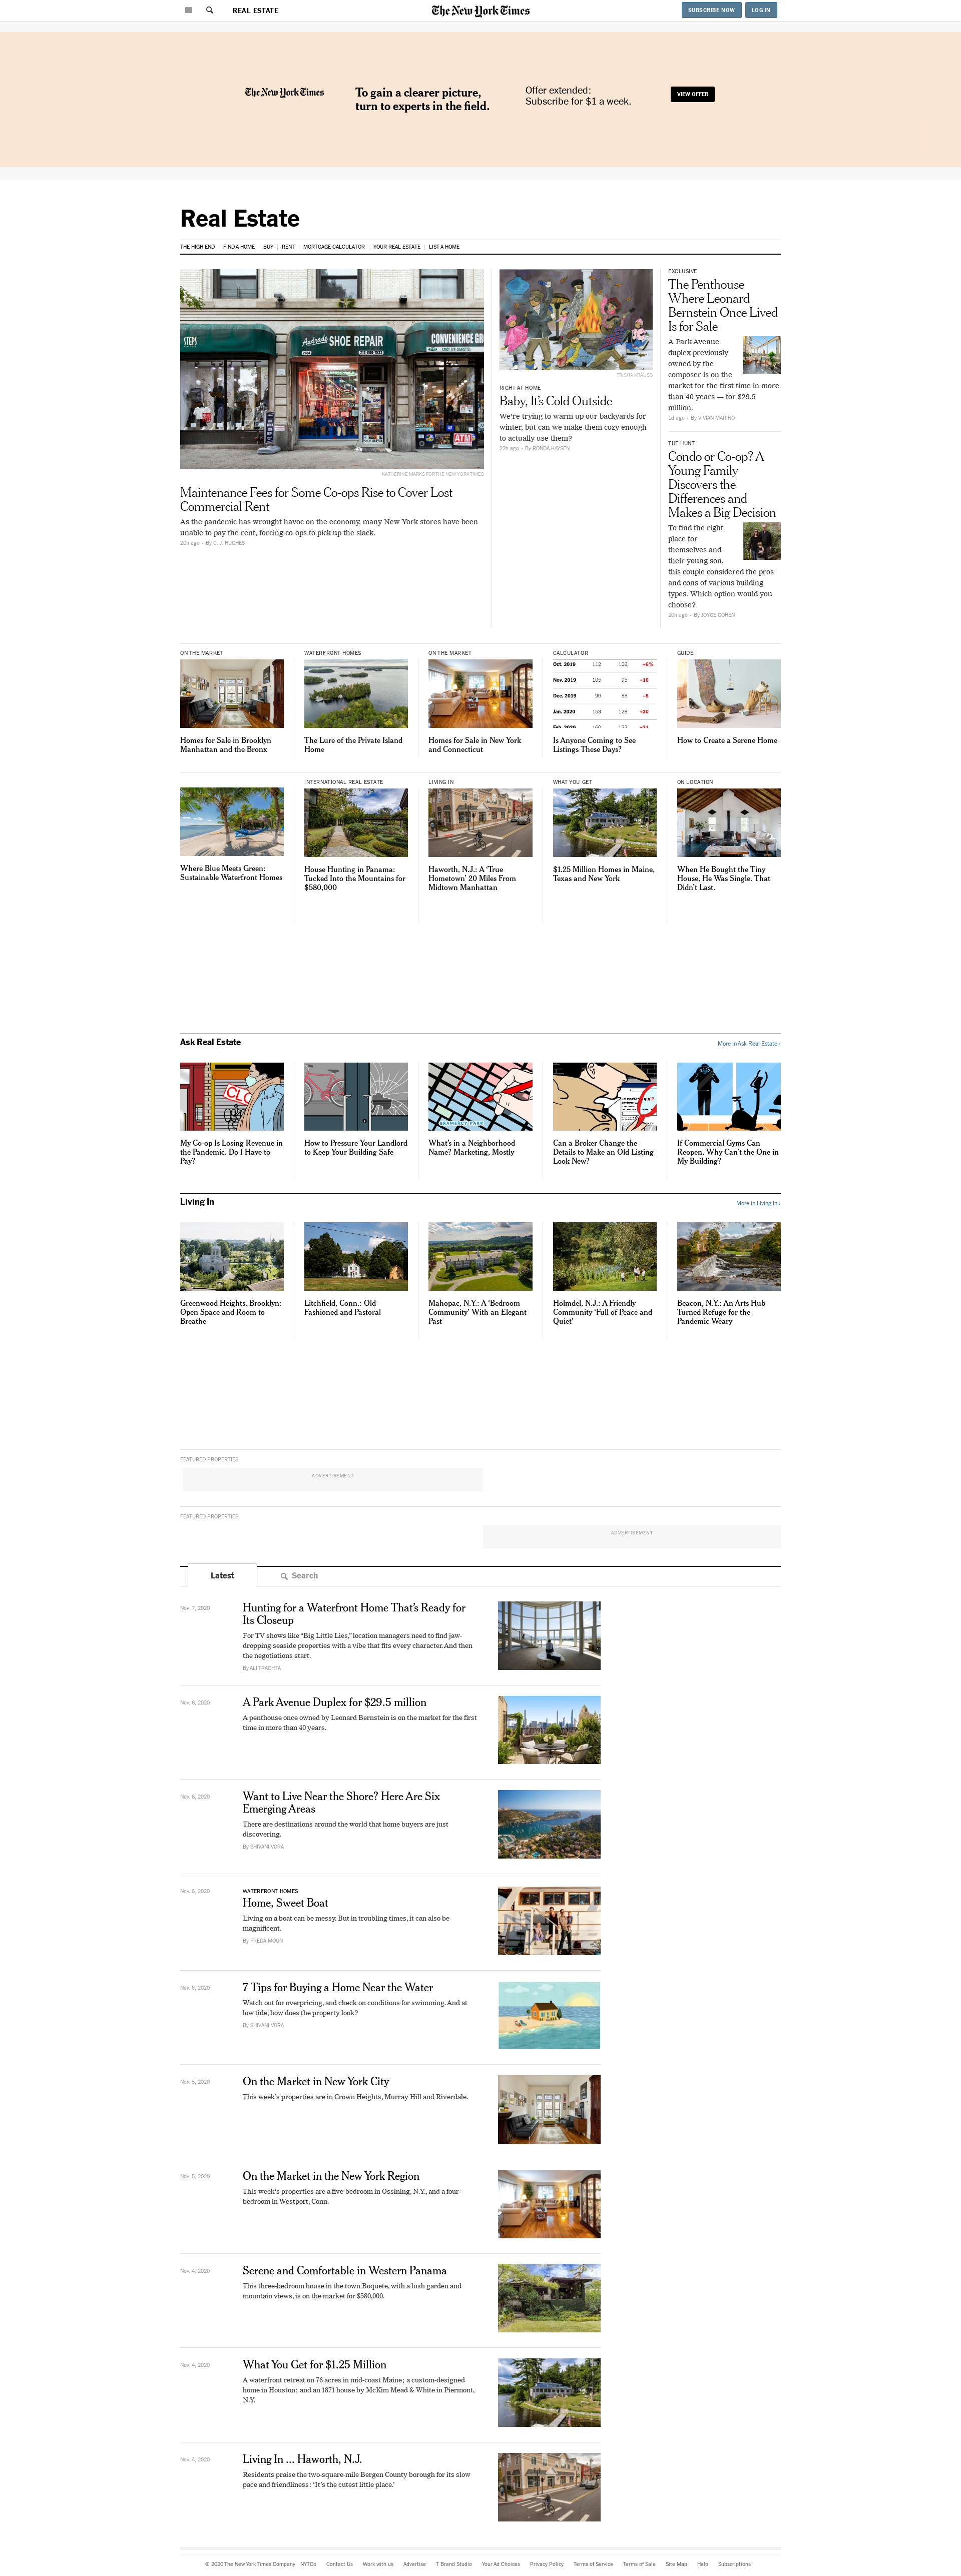 REAL ESTATE
The New York Times
SUBSCRIBE NOW
LOG IN
The New York Times
To gain a clearer picture,
turn to experts in the field.
Offer extended:
Subscribe for $1 a week.
VIEW OFFER
Real Estate
THE HIGH END
FIND A HOME
BUY
RENT
MORTGAGE CALCULATOR
YOUR REAL ESTATE
LIST A HOME
SHOE REPAIR
CONVENIENCE
STEPS
ATM
KATHERINE MARKS FOR THE NEW YORK TIMES
Maintenance Fees for Some Co-ops Rise to Cover Lost
Commercial Rent
As the pandemic has wrought havoc on the economy, many New York stores have been
unable to pay the rent, forcing co-ops to pick up the slack.
20h ago
By C. J. HUGHES
TRISHA KRAUSS
RIGHT AT HOME
Baby, It's Cold Outside
We're trying to warm up our backyards for
winter, but can we make them cozy enough
to actually use them?
22h ago
By RONDA KAYSEN
EXCLUSIVE
The Penthouse
Where Leonard
Bernstein Once Lived
Is for Sale
A Park Avenue
duplex previously
owned by the
composer is on the
market for the first time in more
than 40 years — for $29.5
million.
1d ago
By VIVIAN MARINO
THE HUNT
Condo or Co-op? A
Young Family
Discovers the
Differences and
Makes a Big Decision
To find the right
place for
themselves and
their young son,
this couple considered the pros
and cons of various building
types. Which option would you
choose?
20h ago
By JOYCE COHEN
ON THE MARKET
Homes for Sale in Brooklyn
Manhattan and the Bronx
WATERFRONT HOMES
The Lure of the Private Island
Home
ON THE MARKET
Homes for Sale in New York
and Connecticut
CALCULATOR
Oct. 2019 112 106 +6%
Nov. 2019 105 95 +10
Dec. 2019 96 88 +8
Jan. 2020 153 128 +20
Is Anyone Coming to See
Listings These Days?
GUIDE
How to Create a Serene Home
Where Blue Meets Green:
Sustainable Waterfront Homes
INTERNATIONAL REAL ESTATE
House Hunting in Panama:
Tucked Into the Mountains for
$580,000
LIVING IN
Haworth, N.J.: A 'True
Hometown' 20 Miles From
Midtown Manhattan
WHAT YOU GET
$1.25 Million Homes in Maine,
Texas and New York
ON LOCATION
When He Bought the Tiny
House, He Was Single. That
Didn't Last.
Ask Real Estate
More in Ask Real Estate ›
CLO
My Co-op Is Losing Revenue in
the Pandemic. Do I Have to
Pay?
How to Pressure Your Landlord
to Keep Your Building Safe
GRAMERCY PARK
What's in a Neighborhood
Name? Marketing, Mostly
Can a Broker Change the
Details to Make an Old Listing
Look New?
If Commercial Gyms Can
Reopen, Why Can't the One in
My Building?
Living In
More in Living In ›
Greenwood Heights, Brooklyn:
Open Space and Room to
Breathe
Litchfield, Conn.: Old-
Fashioned and Pastoral
Mahopac, N.Y.: A 'Bedroom
Community' With an Elegant
Past
Holmdel, N.J.: A Friendly
Community 'Full of Peace and
Quiet'
Beacon, N.Y.: An Arts Hub
Turned Refuge for the
Pandemic-Weary
FEATURED PROPERTIES
ADVERTISEMENT
FEATURED PROPERTIES
ADVERTISEMENT
Latest
Search
Nov. 7, 2020
Hunting for a Waterfront Home That's Ready for
Its Closeup
For TV shows like "Big Little Lies," location managers need to find jaw-
dropping seaside properties with a vibe that fits every character. And then
the negotiations start.
By ALI TRACHTA
Nov. 6, 2020
A Park Avenue Duplex for $29.5 million
A penthouse once owned by Leonard Bernstein is on the market for the first
time in more than 40 years.
Nov. 6, 2020
Want to Live Near the Shore? Here Are Six
Emerging Areas
There are destinations around the world that home buyers are just
discovering.
By SHIVANI VORA
Nov. 6, 2020
WATERFRONT HOMES
Home, Sweet Boat
Living on a boat can be messy. But in troubling times, it can also be
magnificent.
By FREDA MOON
Nov. 6, 2020
7 Tips for Buying a Home Near the Water
Watch out for overpricing, and check on conditions for swimming. And at
low tide, how does the property look?
By SHIVANI VORA
Nov. 5, 2020
On the Market in New York City
This week's properties are in Crown Heights, Murray Hill and Riverdale.
Nov. 5, 2020
On the Market in the New York Region
This week's properties are a five-bedroom in Ossining, N.Y., and a four-
bedroom in Westport, Conn.
Nov. 4, 2020
Serene and Comfortable in Western Panama
This three-bedroom house in the town Boquete, with a lush garden and
mountain views, is on the market for $580,000.
Nov. 4, 2020
What You Get for $1.25 Million
A waterfront retreat on 76 acres in mid-coast Maine; a custom-designed
home in Houston; and an 1871 house by McKim Mead & White in Piermont,
N.Y.
Nov. 4, 2020
Living In ... Haworth, N.J.
Residents praise the two-square-mile Bergen County borough for its slow
pace and friendliness: 'It's the cutest little place.'
© 2020 The New York Times Company
NYTCo
Contact Us
Work with us
Advertise
T Brand Studio
Your Ad Choices
Privacy Policy
Terms of Service
Terms of Sale
Site Map
Help
Subscriptions